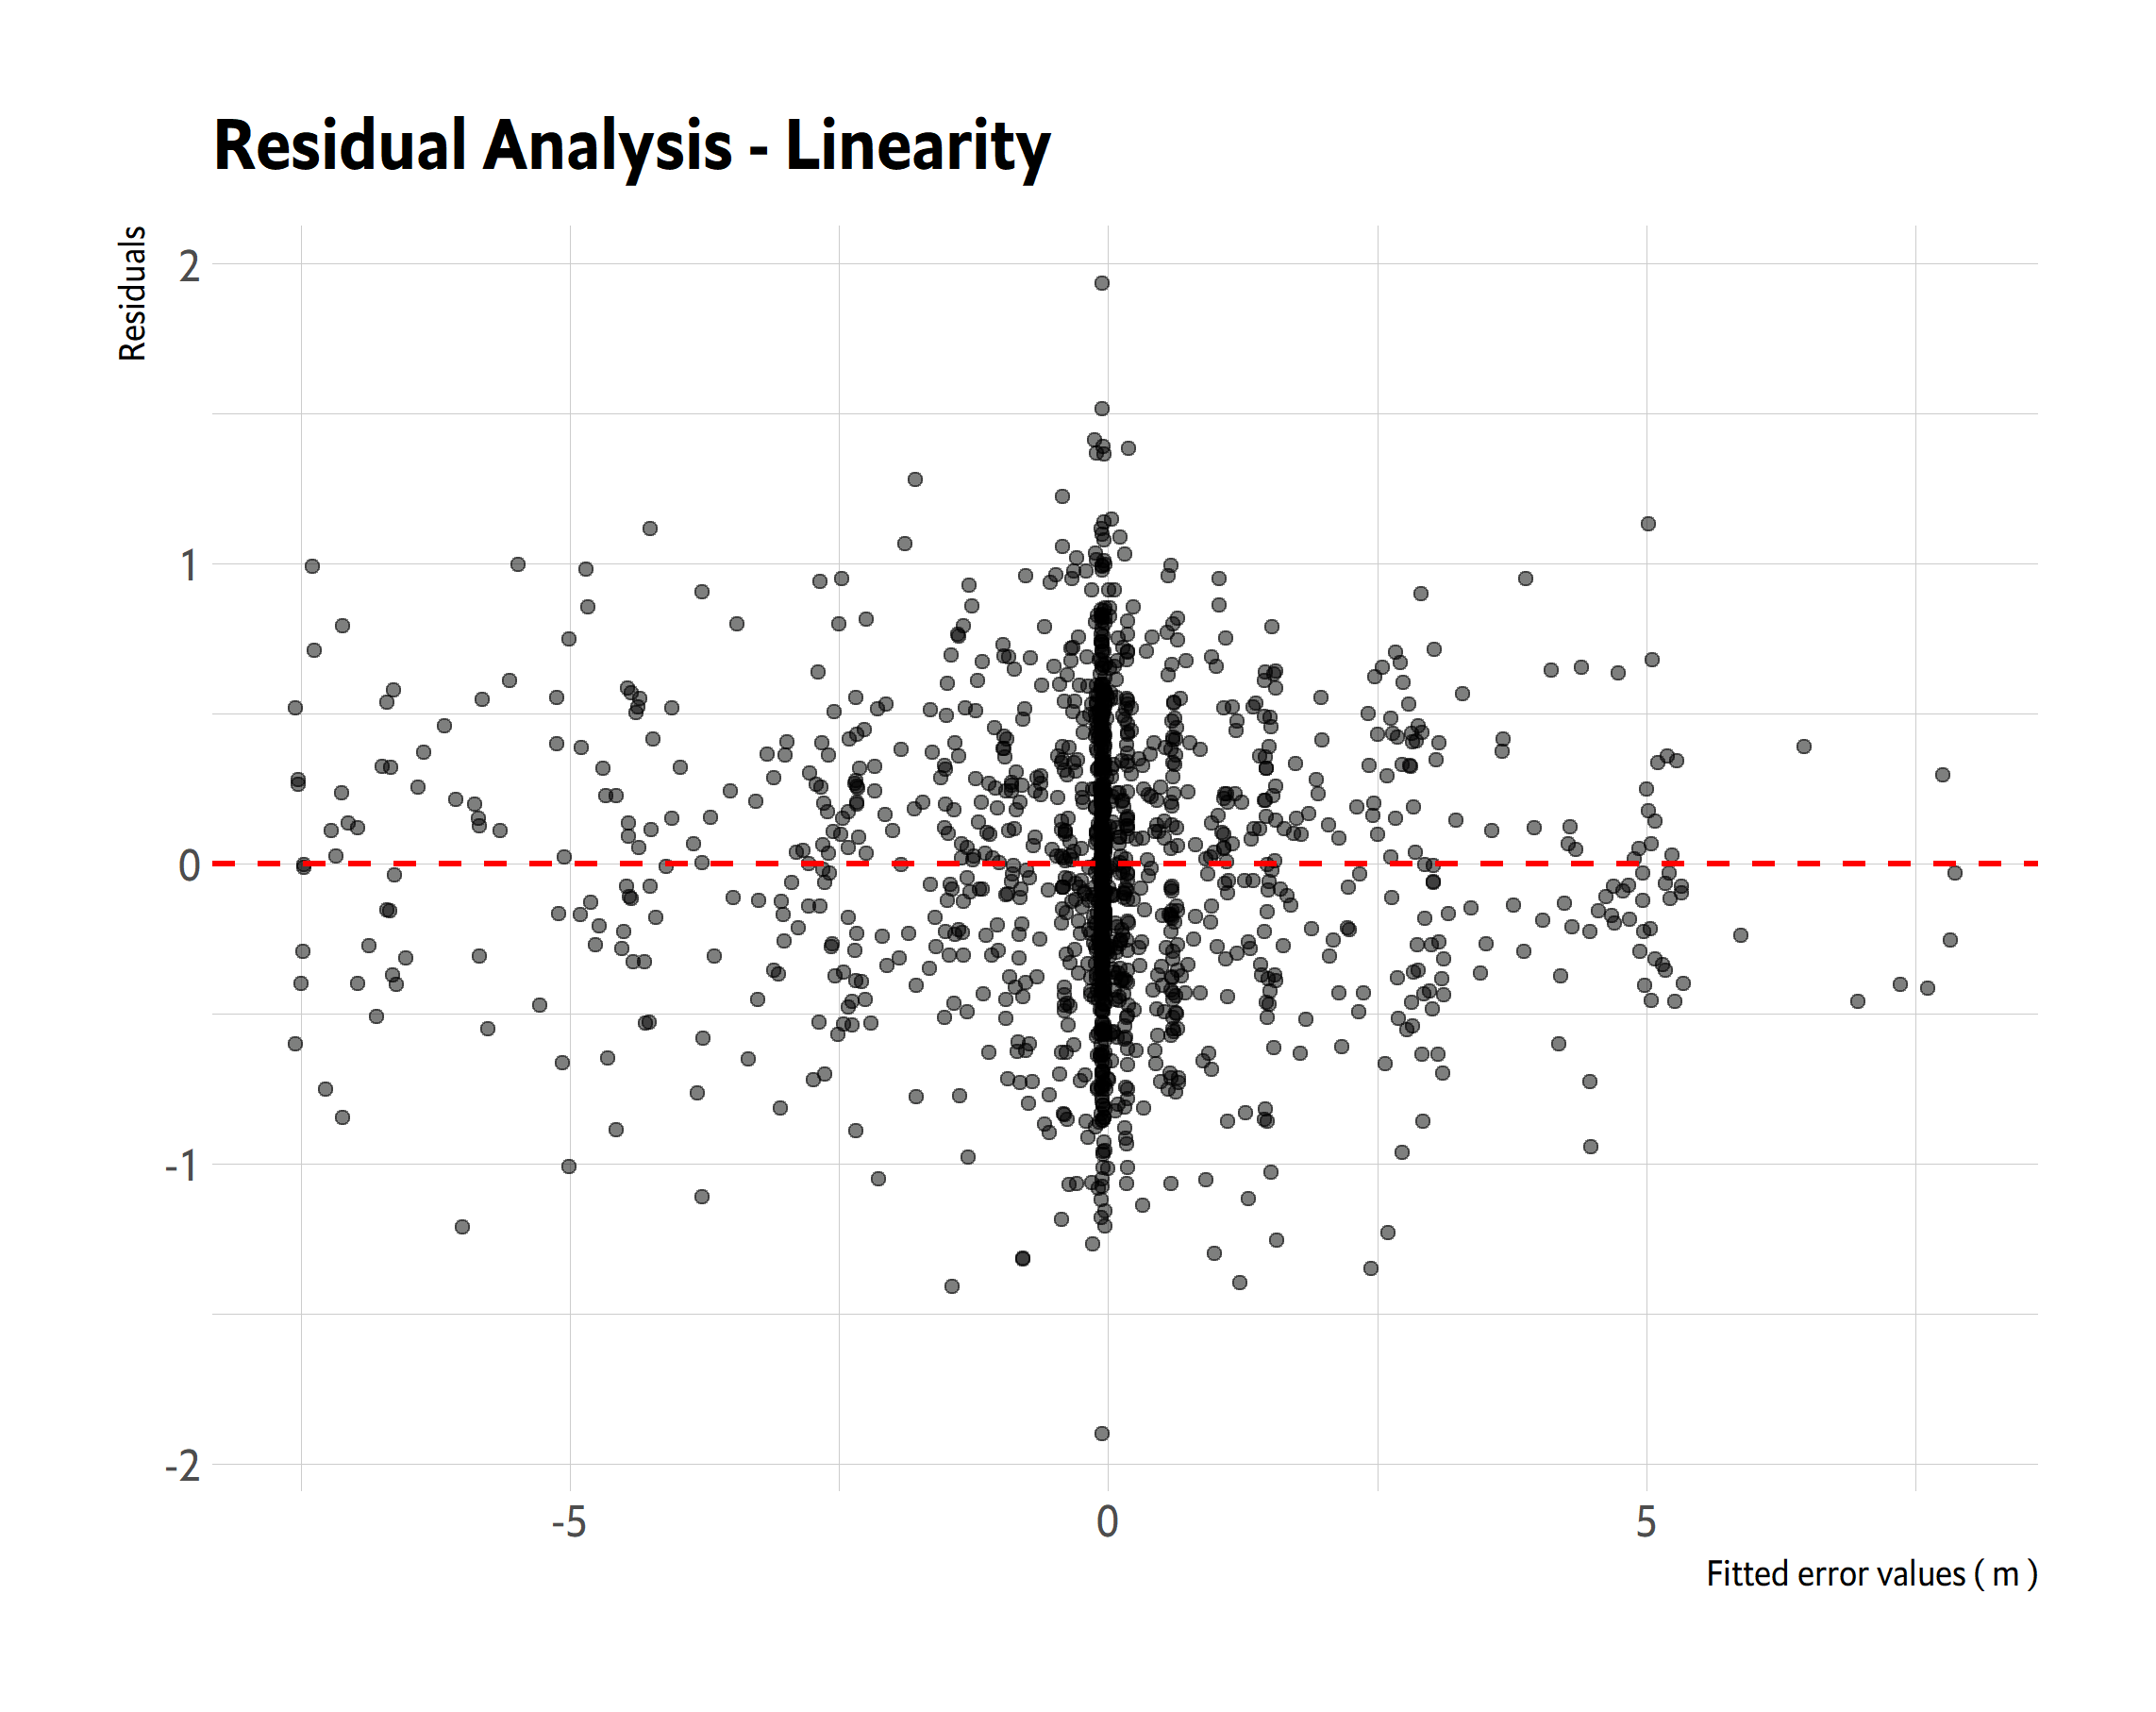 Residual Analysis - Linearity
Residuals
2
1
0
-1
-2
-5
0
5
Fitted error values ( m )